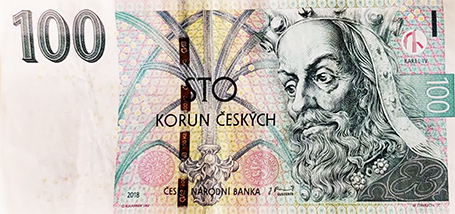 100
KAREL IV.
STO
KORUN ČESKÝCH
100
2018
ČESKÁ NÁRODNÍ BANKA